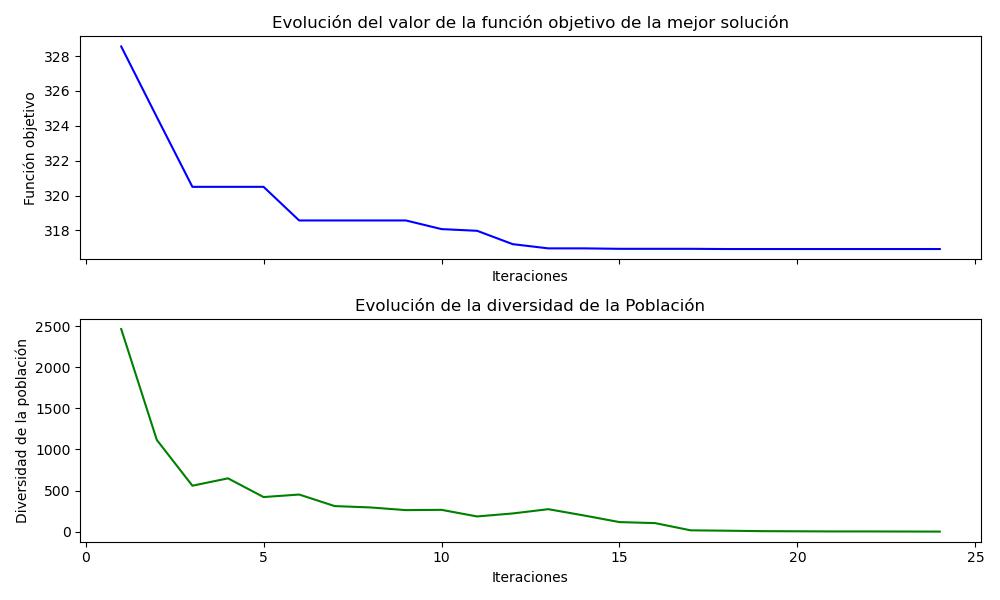 Evolución del valor de la función objetivo de la mejor solución
Función objetivo
328
326
324
322
320
318
Iteraciones
Evolución de la diversidad de la Población
Diversidad de la población
2500
2000
1500
1000
500
0
0 5 10 15 20 25
Iteraciones